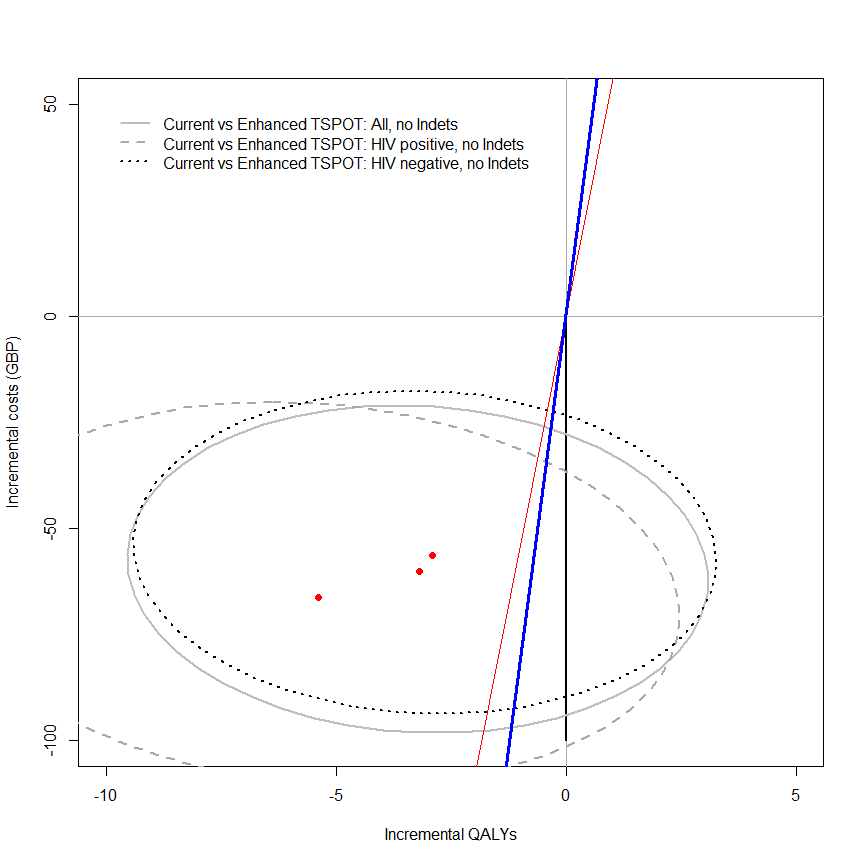 50
Current vs Enhanced TSPOT: All, no Indets
Current vs Enhanced TSPOT: HIV positive, no Indets
Current vs Enhanced TSPOT: HIV negative, no Indets
0
Incremental costs (GBP)
-50
-100
-10 -5 0 5
Incremental QALYs